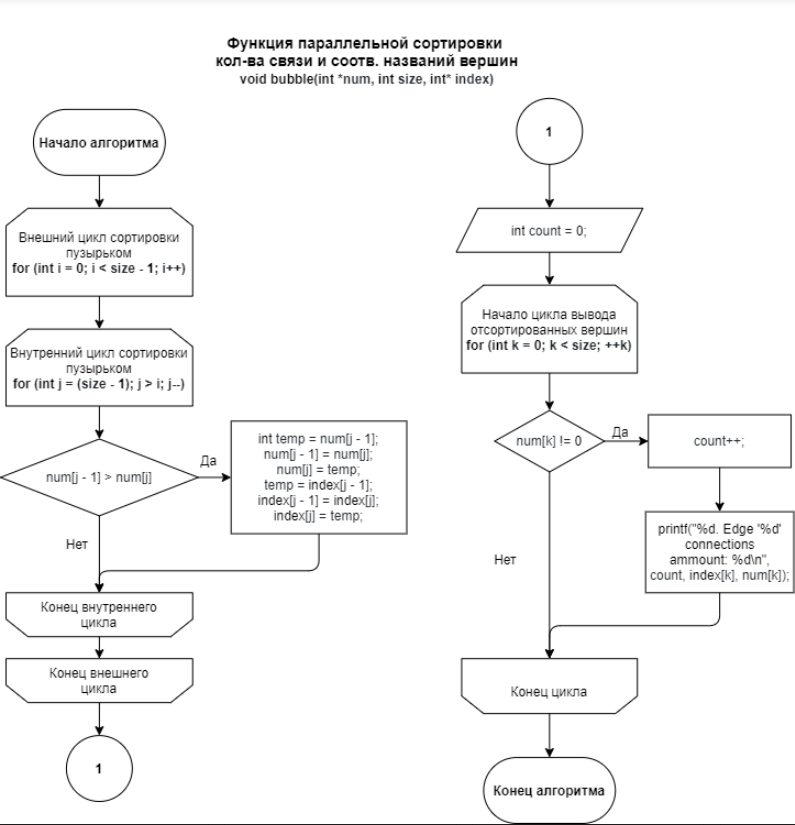 Функция параллельной сортировки
кол-ва связи и соотв. названий вершин
void bubble(int *num, int size, int* index)
Начало алгоритма
Внешний цикл сортировки
пузырьком
for (int i = 0; i < size - 1; i++)
Внутренний цикл сортировки
пузырьком
for (int j = (size - 1); j > i; j--)
num[j - 1] > num[j]
Да
int temp = num[j - 1];
num[j - 1] = num[j];
num[j] = temp;
temp = index[j - 1];
index[j - 1] = index[j];
index[j] = temp;
Нет
Конец внутреннего
цикла
Конец внешнего
цикла
1
1
int count = 0;
Начало цикла вывода
отсортированных вершин
for (int k = 0; k < size; ++k)
num[k] != 0
Да
count++;
printf("%d. Edge '%d'
connections
ammount: %d\n",
count, index[k], num[k]);
Нет
Конец цикла
Конец алгоритма